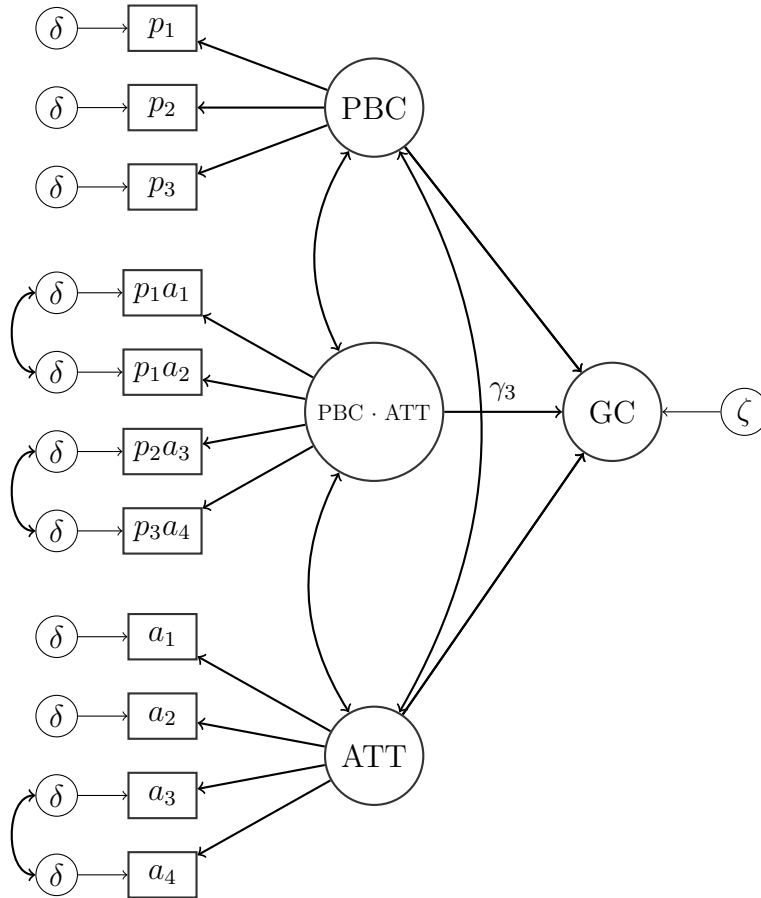 δ p₁
PBC
δ p₂
δ p₃
δ p₁a₁
δ p₁a₂
PBC · ATT
γ₃
GC
ζ
δ p₂a₃
δ p₃a₄
δ a₁
δ a₂
ATT
δ a₃
δ a₄